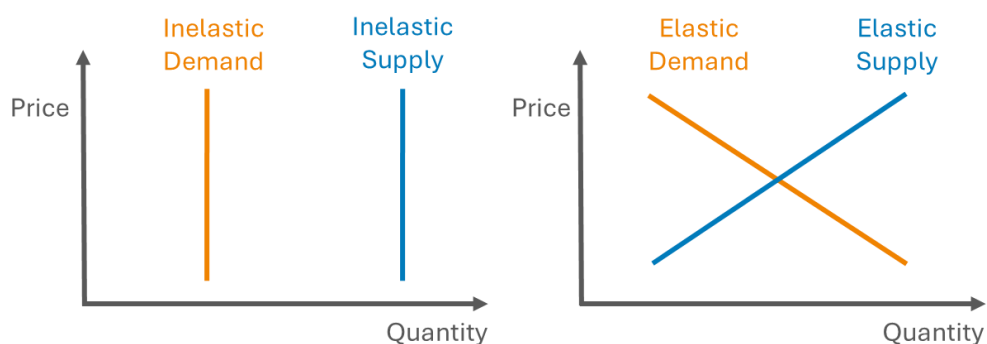 Inelastic
Demand
Inelastic
Supply
Price
Quantity
Elastic
Demand
Elastic
Supply
Price
Quantity